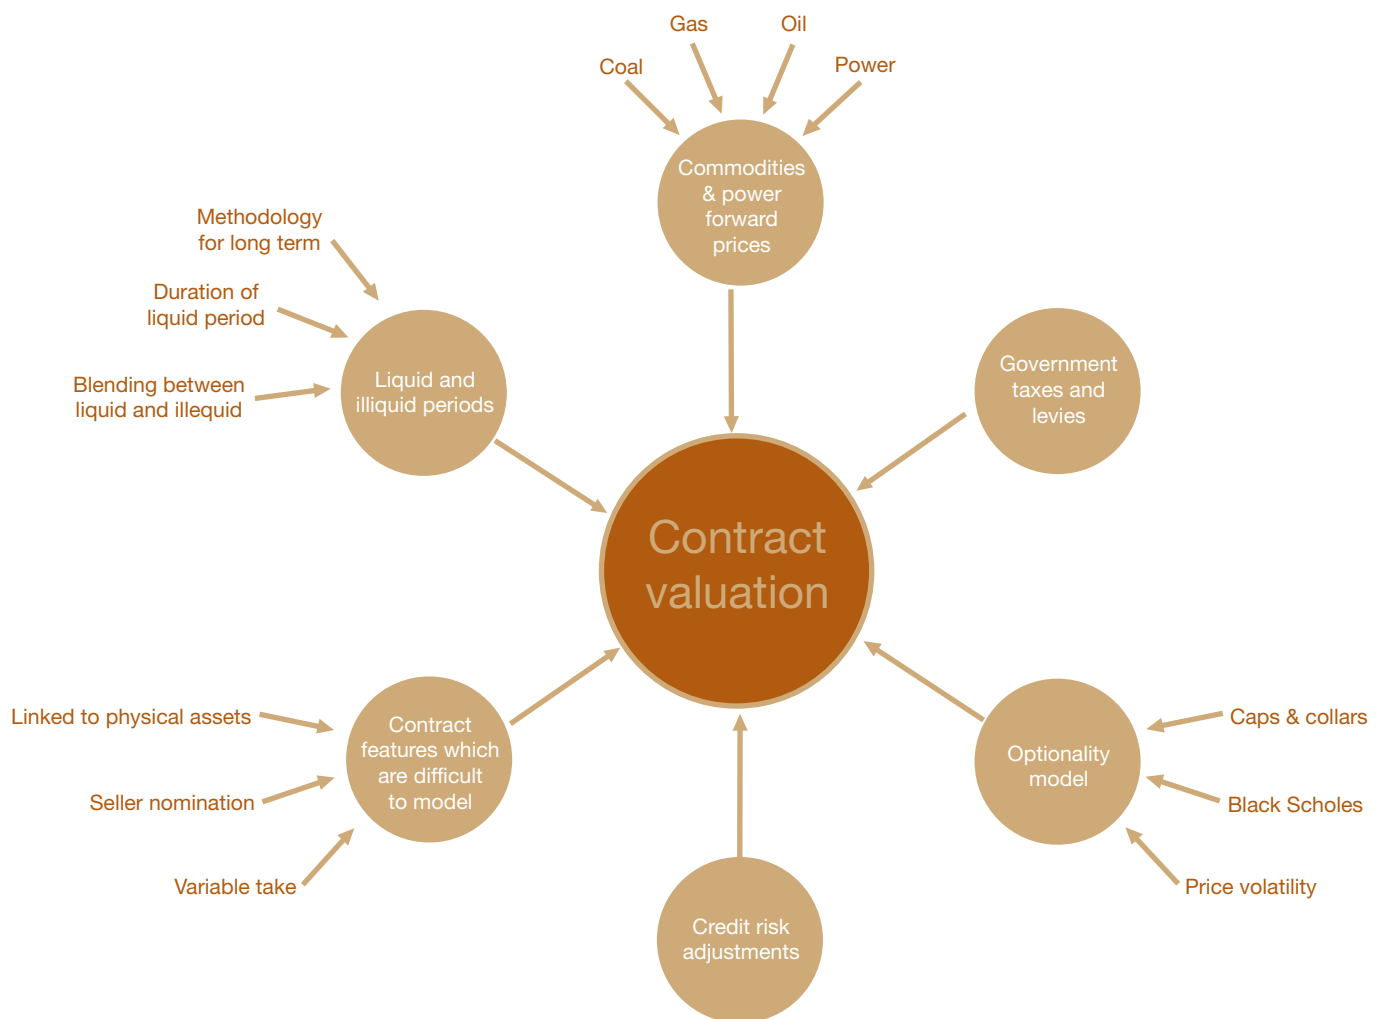 Gas
Oil
Coal
Power
Commodities
& power
forward
prices
Methodology
for long term
Duration of
liquid period
Blending between
liquid and illequid
Liquid and
illiquid periods
Government
taxes and
levies
Contract
valuation
Linked to physical assets
Seller nomination
Variable take
Contract
features which
are difficult
to model
Optionality
model
Caps & collars
Black Scholes
Price volatility
Credit risk
adjustments